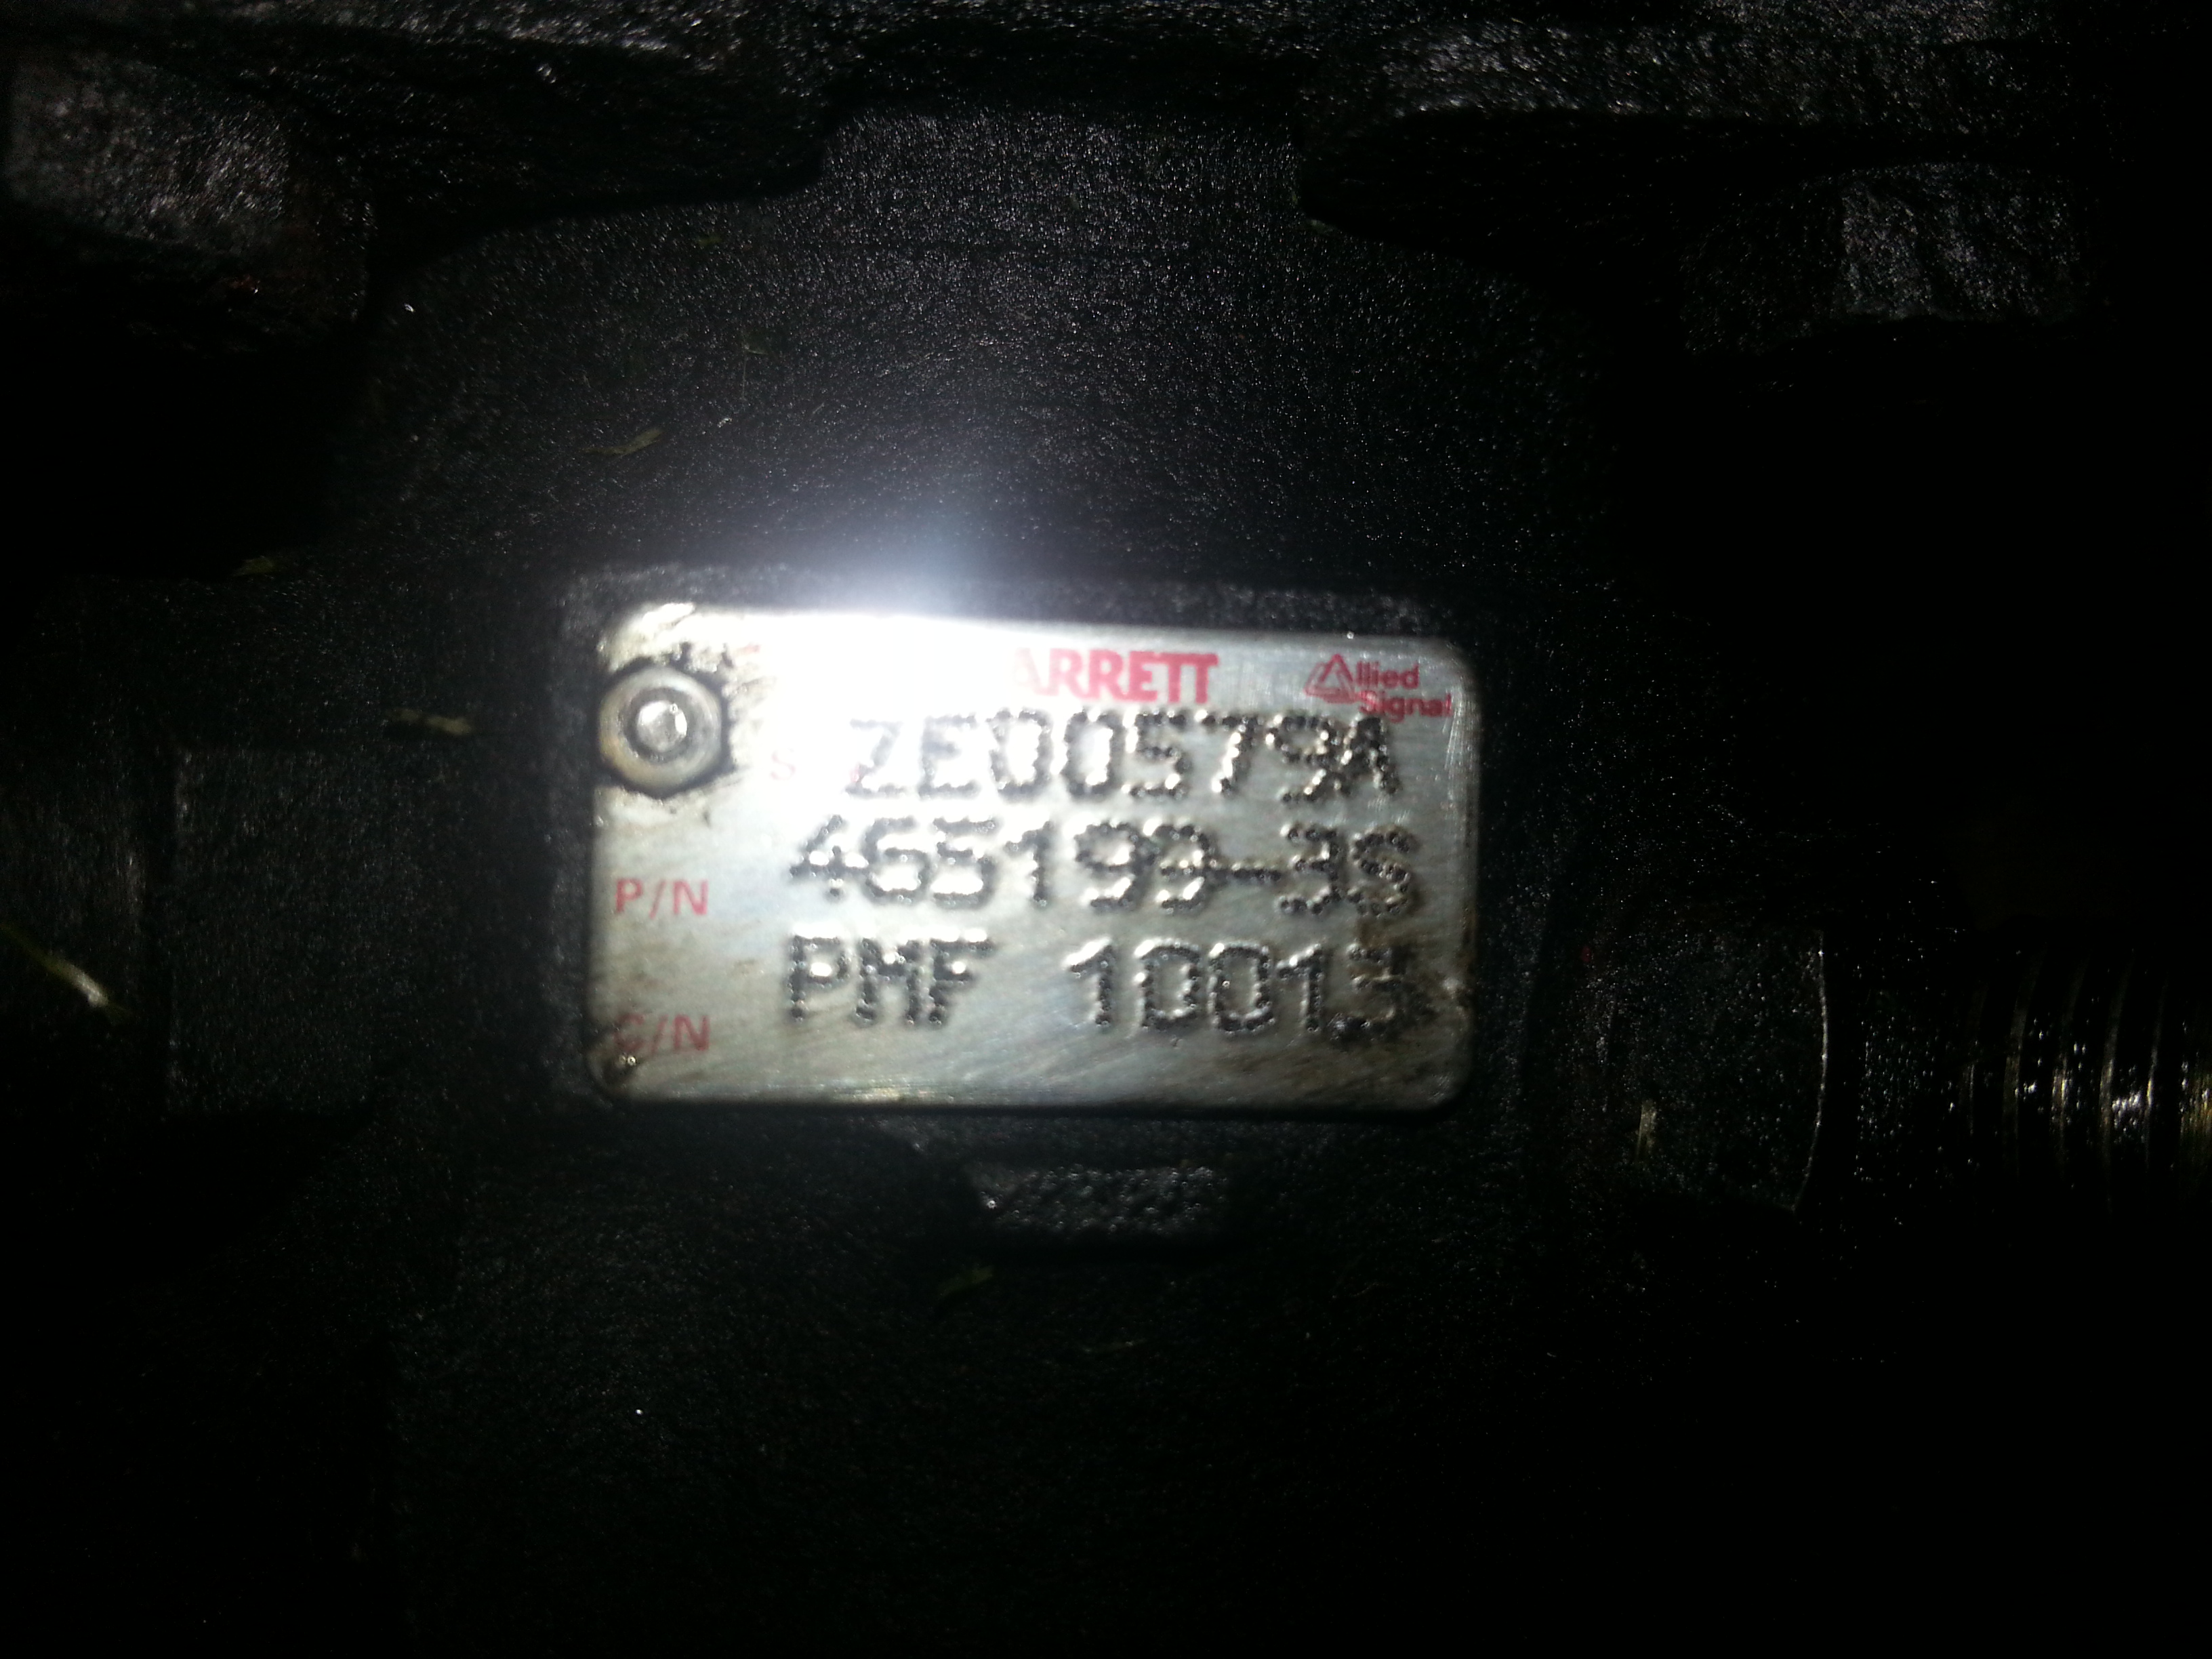 ARRETT Allied Signal
ZE00579A
P/N 465199-3S
C/N PMF 10013